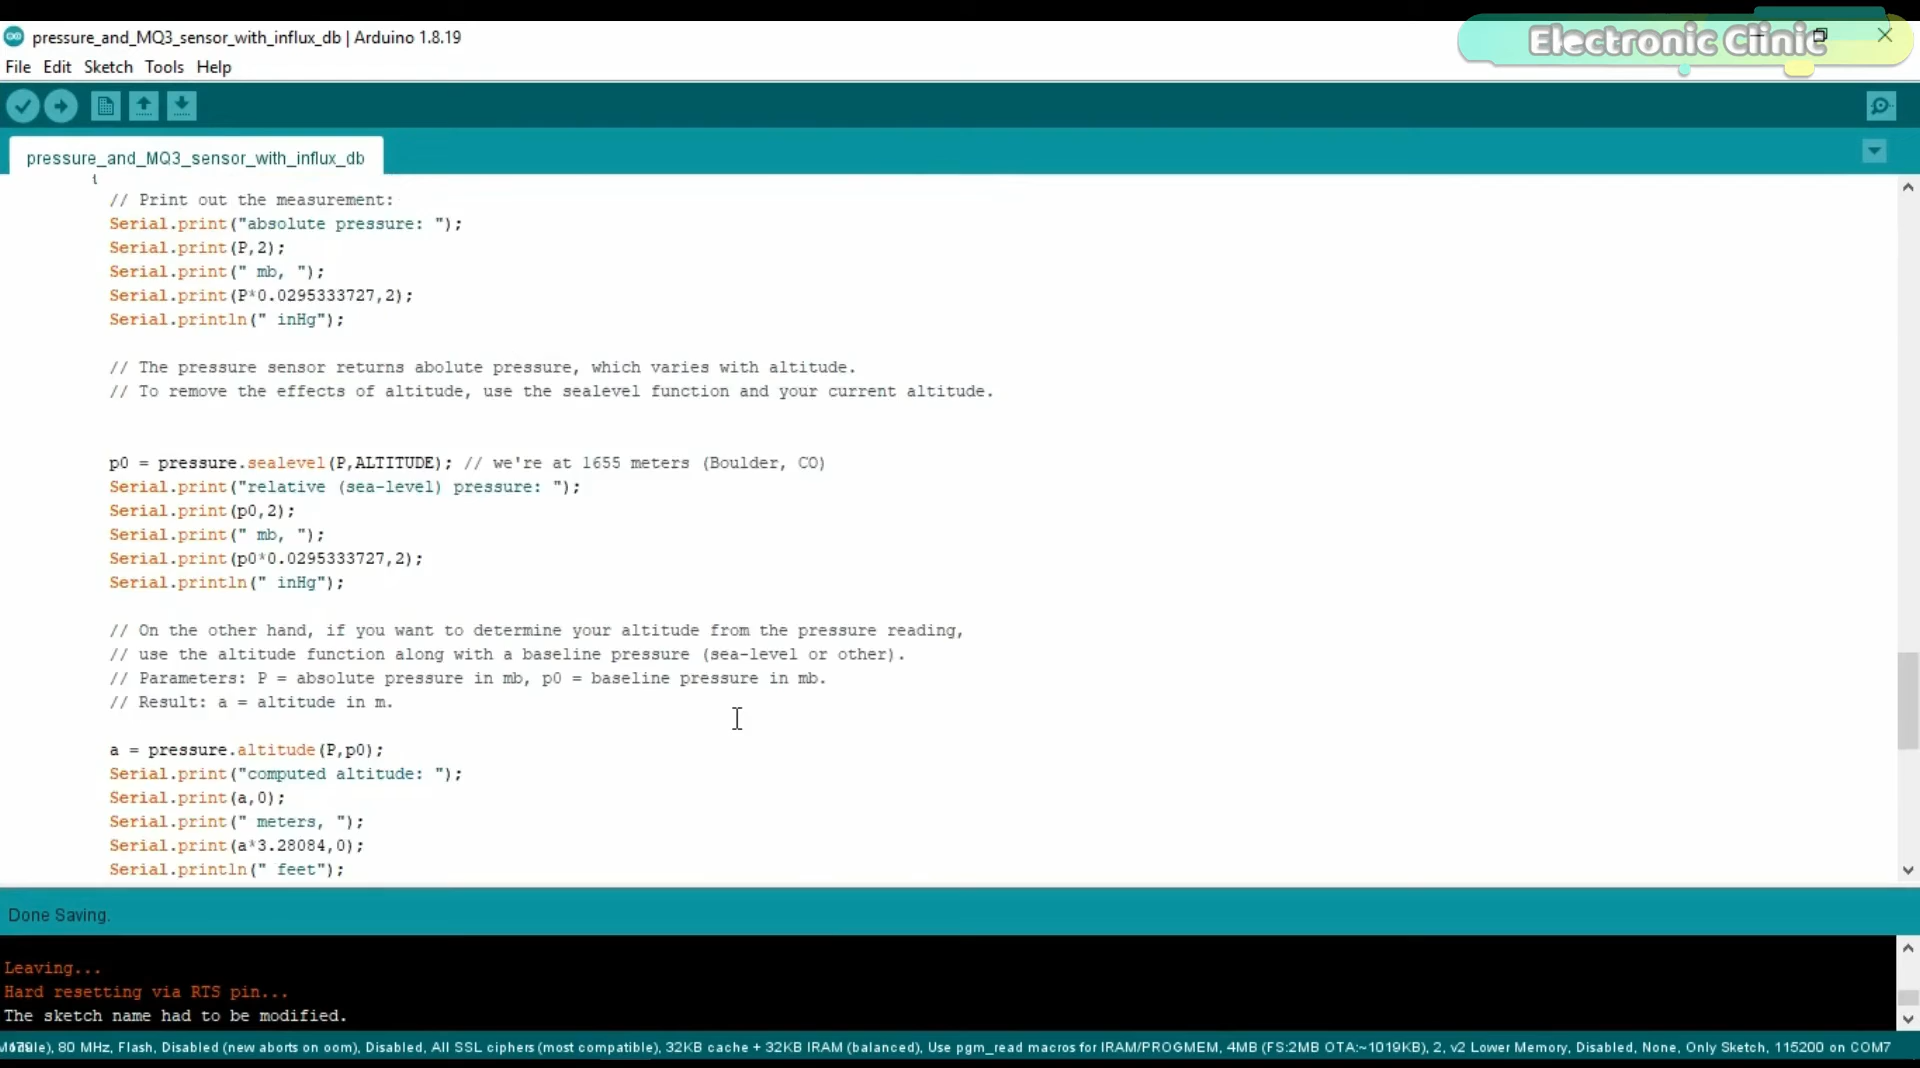 pressure_and_MQ3_sensor_with_influx_db | Arduino 1.8.19
Electronic Clinic
File Edit Sketch Tools Help
pressure_and_MQ3_sensor_with_influx_db
{
// Print out the measurement:
Serial.print("absolute pressure: ");
Serial.print(P,2);
Serial.print(" mb, ");
Serial.print(P*0.0295333727,2);
Serial.println(" inHg");
// The pressure sensor returns abolute pressure, which varies with altitude.
// To remove the effects of altitude, use the sealevel function and your current altitude.
p0 = pressure.sealevel(P,ALTITUDE); // we're at 1655 meters (Boulder, CO)
Serial.print("relative (sea-level) pressure: ");
Serial.print(p0,2);
Serial.print(" mb, ");
Serial.print(p0*0.0295333727,2);
Serial.println(" inHg");
// On the other hand, if you want to determine your altitude from the pressure reading,
// use the altitude function along with a baseline pressure (sea-level or other).
// Parameters: P = absolute pressure in mb, p0 = baseline pressure in mb.
// Result: a = altitude in m.
a = pressure.altitude(P,p0);
Serial.print("computed altitude: ");
Serial.print(a,0);
Serial.print(" meters, ");
Serial.print(a*3.28084,0);
Serial.println(" feet");
Done Saving.
Leaving...
Hard resetting via RTS pin...
The sketch name had to be modified.
80 MHz, Flash, Disabled (new aborts on oom), Disabled, All SSL ciphers (most compatible), 32KB cache + 32KB IRAM (balanced), Use pgm_read macros for IRAM/PROGMEM, 4MB (FS:2MB OTA:~1019KB), 2, v2 Lower Memory, Disabled, None, Only Sketch, 115200 on COM7